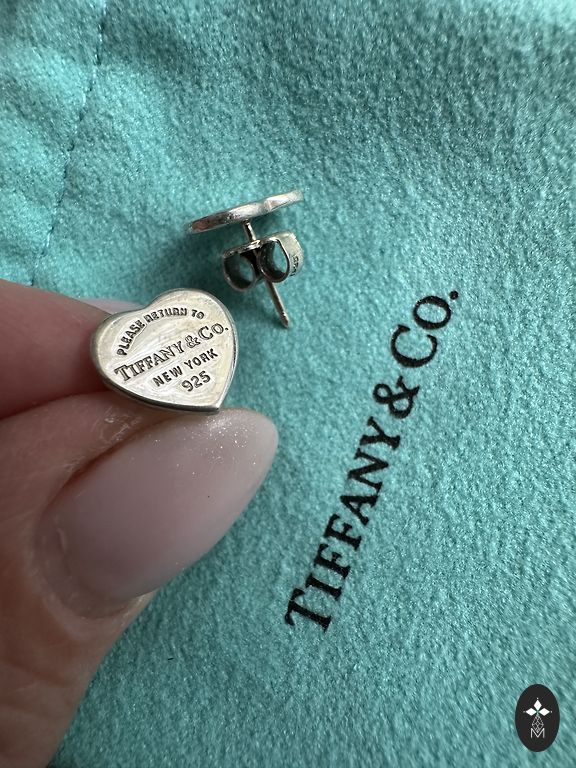 PLEASE RETURN TO
TIFFANY & CO.
NEW YORK
925
TIFFANY & CO.
M